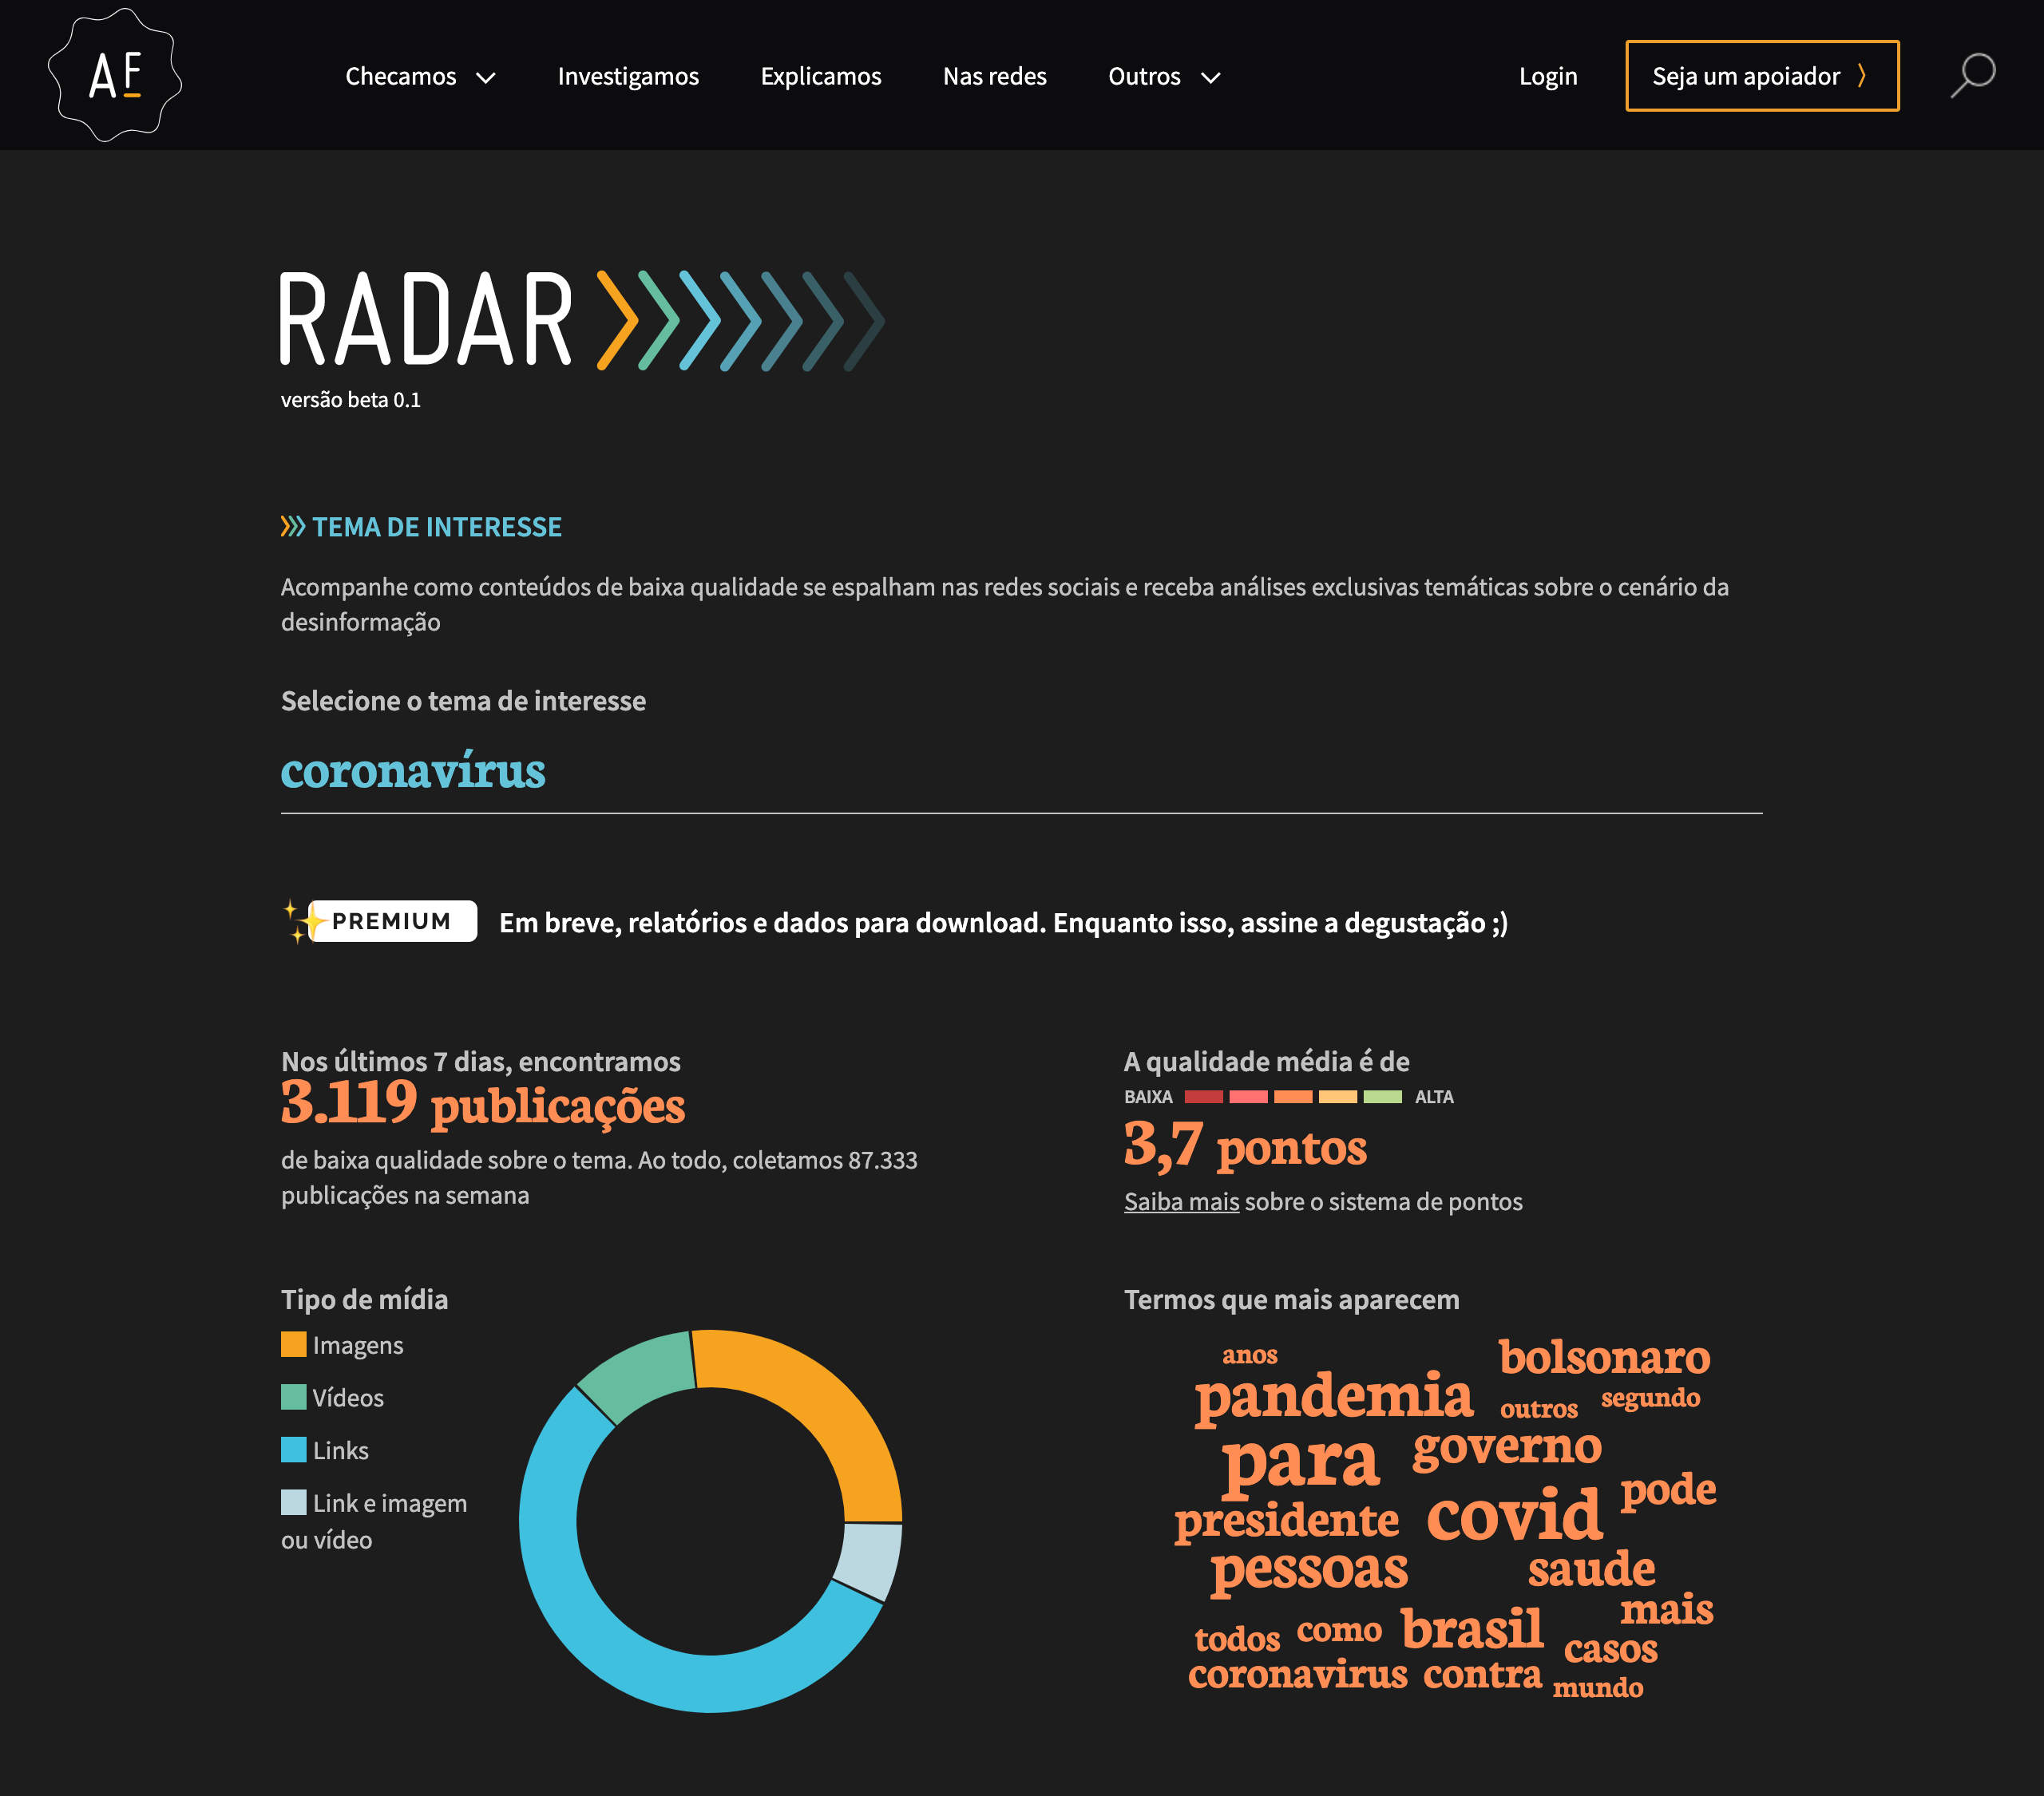 AF
Checamos
Investigamos
Explicamos
Nas redes
Outros
Login
Seja um apoiador
RADAR
versão beta 0.1
TEMA DE INTERESSE
Acompanhe como conteúdos de baixa qualidade se espalham nas redes sociais e receba análises exclusivas temáticas sobre o cenário da
desinformação
Selecione o tema de interesse
coronavírus
PREMIUM
Em breve, relatórios e dados para download. Enquanto isso, assine a degustação ;)
Nos últimos 7 dias, encontramos
3.119 publicações
de baixa qualidade sobre o tema. Ao todo, coletamos 87.333
publicações na semana
A qualidade média é de
BAIXA ALTA
3,7 pontos
Saiba mais sobre o sistema de pontos
Tipo de mídia
Imagens
Vídeos
Links
Link e imagem
ou vídeo
Termos que mais aparecem
anos
bolsonaro
pandemia
outros
segundo
para
governo
pode
presidente
covid
pessoas
saude
mais
todos
como
brasil
casos
coronavirus
contra
mundo